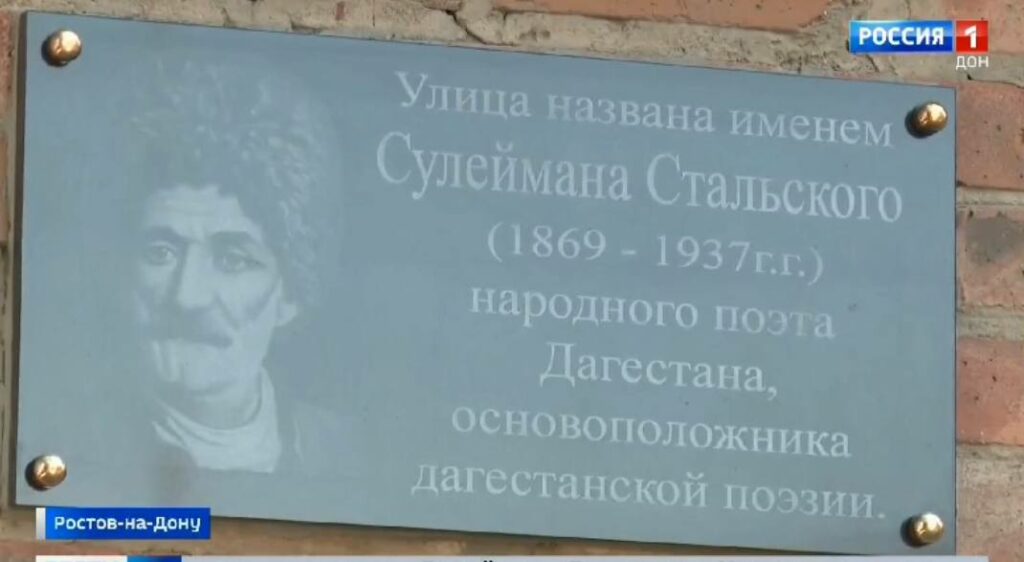 РОССИЯ 1
ДОН
Улица названа именем
Сулеймана Стальского
(1869 - 1937г.г.)
народного поэта
Дагестана,
основоположника
дагестанской поэзии.
Ростов-на-Дону